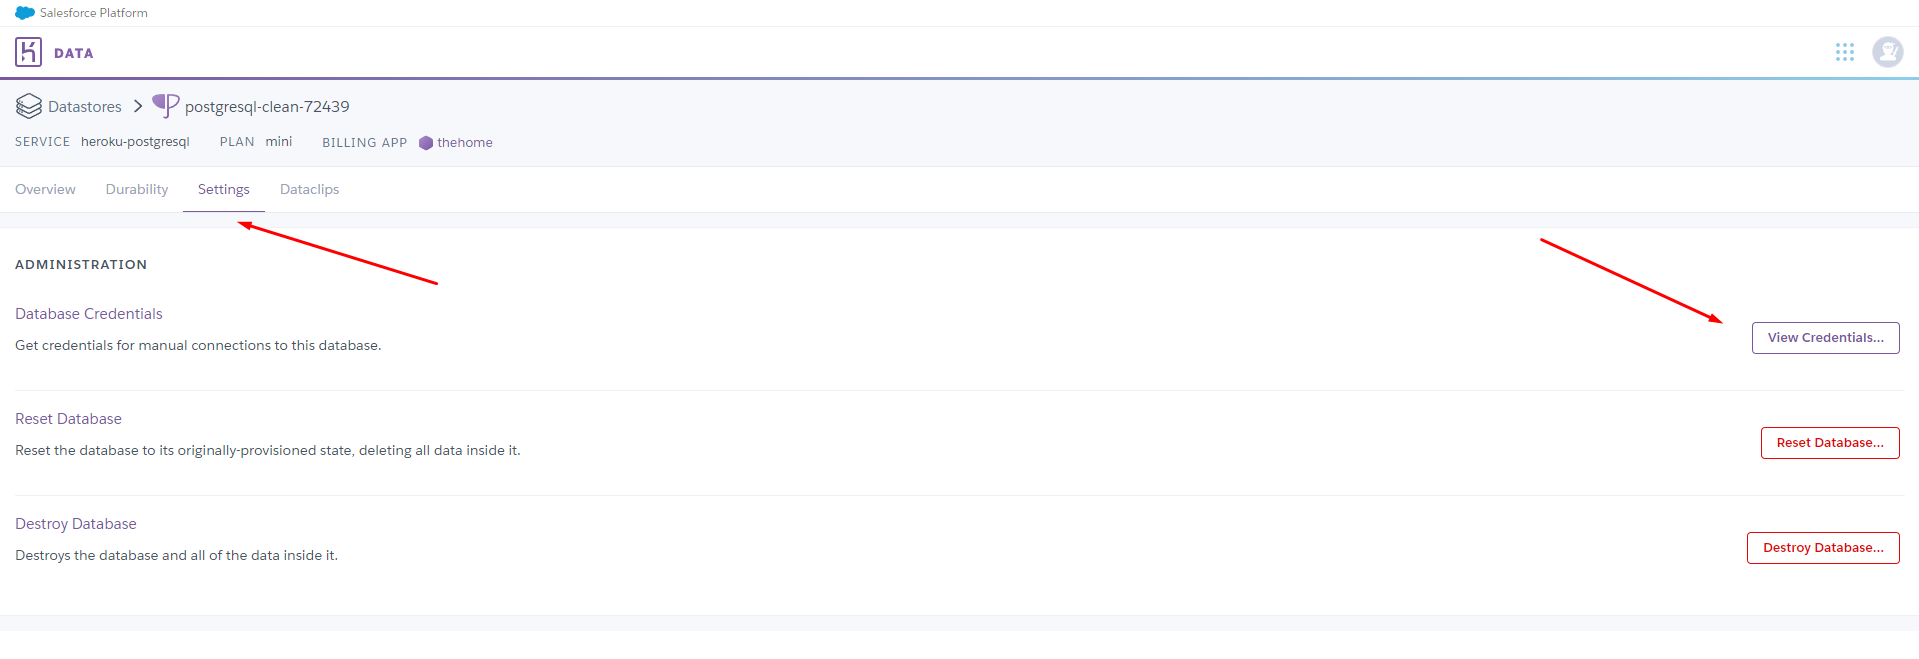 Salesforce Platform
DATA
Datastores postgresql-clean-72439
SERVICE heroku-postgresql PLAN mini BILLING APP thehome
Overview Durability Settings Dataclips
ADMINISTRATION
Database Credentials
Get credentials for manual connections to this database.
View Credentials...
Reset Database
Reset the database to its originally-provisioned state, deleting all data inside it.
Reset Database...
Destroy Database
Destroys the database and all of the data inside it.
Destroy Database...